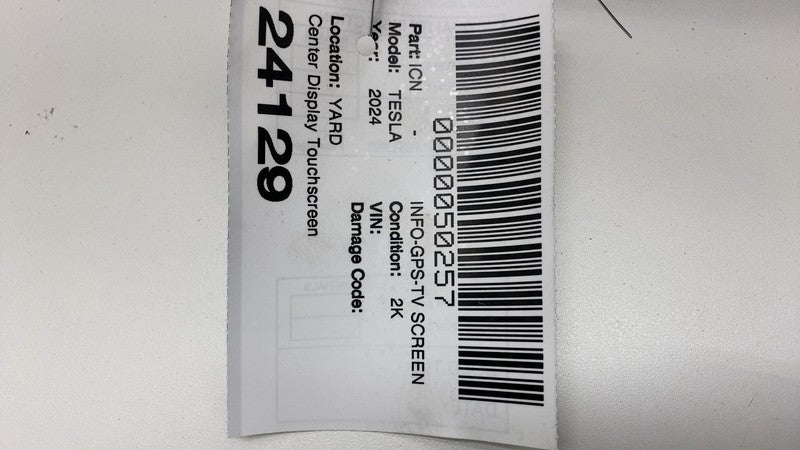 0000050257
Part: ICN - INFO-GPS-TV SCREEN
Model: TESLA Condition: 2K
Year: 2024 VIN:
Damage Code:
Location: YARD
Center Display Touchscreen
24129